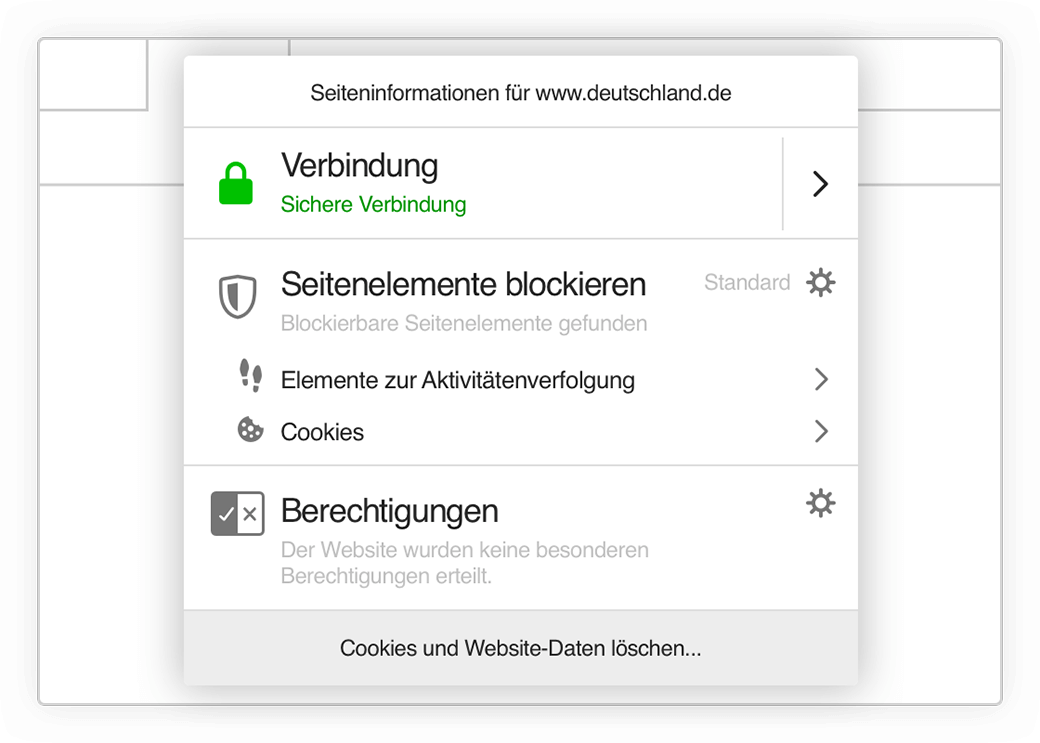 Seiteninformationen für www.deutschland.de
Verbindung
Sichere Verbindung
Seitenelemente blockieren
Standard
Blockierbare Seitenelemente gefunden
Elemente zur Aktivitätenverfolgung
Cookies
Berechtigungen
Der Website wurden keine besonderen
Berechtigungen erteilt.
Cookies und Website-Daten löschen...